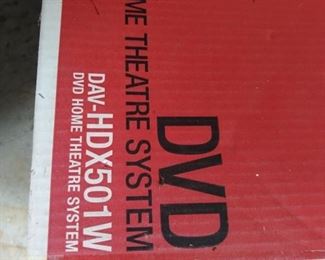 DVD
ME THEATRE SYSTEM
DAV-HDX501W
DVD HOME THEATRE SYSTEM